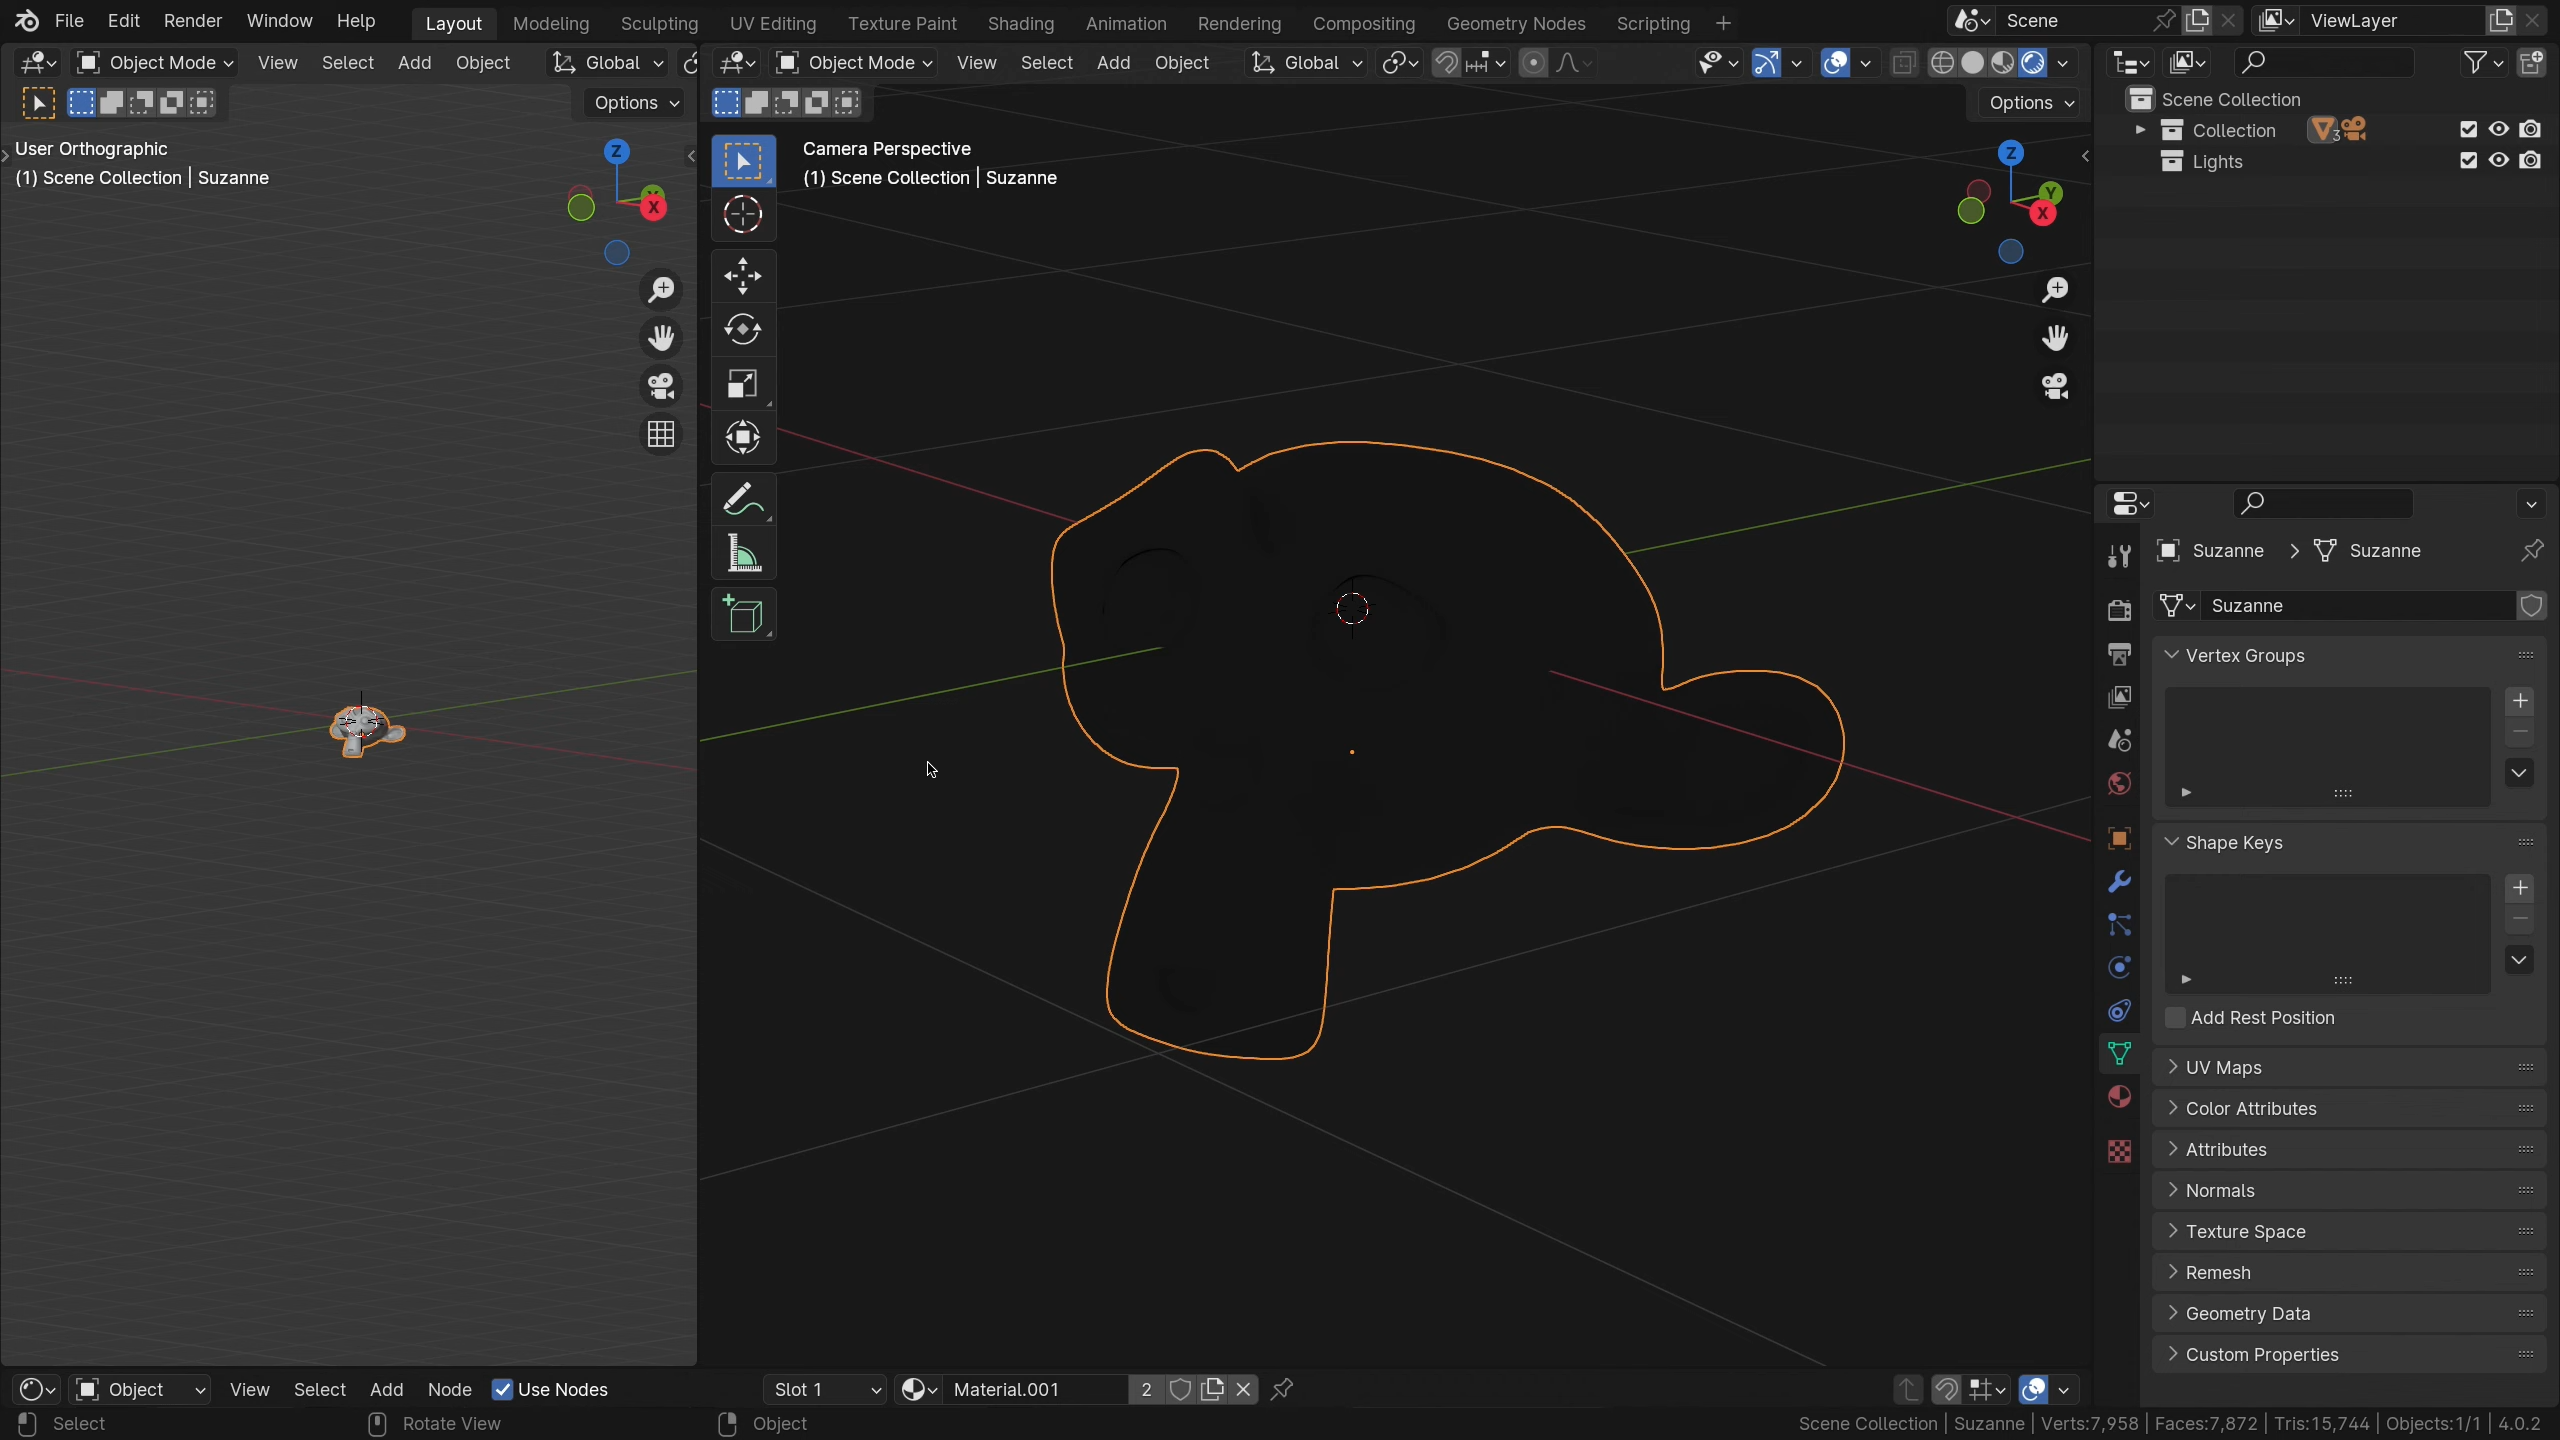 File Edit Render Window Help Layout Modeling Sculpting UV Editing Texture Paint Shading Animation Rendering Compositing Geometry Nodes Scripting + Scene ViewLayer
Object Mode View Select Add Object Global
Object Mode View Select Add Object Global
Options
Options
User Orthographic
(1) Scene Collection | Suzanne
Z
Y
X
Camera Perspective
(1) Scene Collection | Suzanne
Z
Y
X
Scene Collection
Collection 3
Lights
Suzanne > Suzanne
Suzanne
Vertex Groups
Shape Keys
Add Rest Position
UV Maps
Color Attributes
Attributes
Normals
Texture Space
Remesh
Geometry Data
Custom Properties
Object View Select Add Node Use Nodes Slot 1 Material.001 2
Select Rotate View Object Scene Collection | Suzanne | Verts:7,958 | Faces:7,872 | Tris:15,744 | Objects:1/1 | 4.0.2